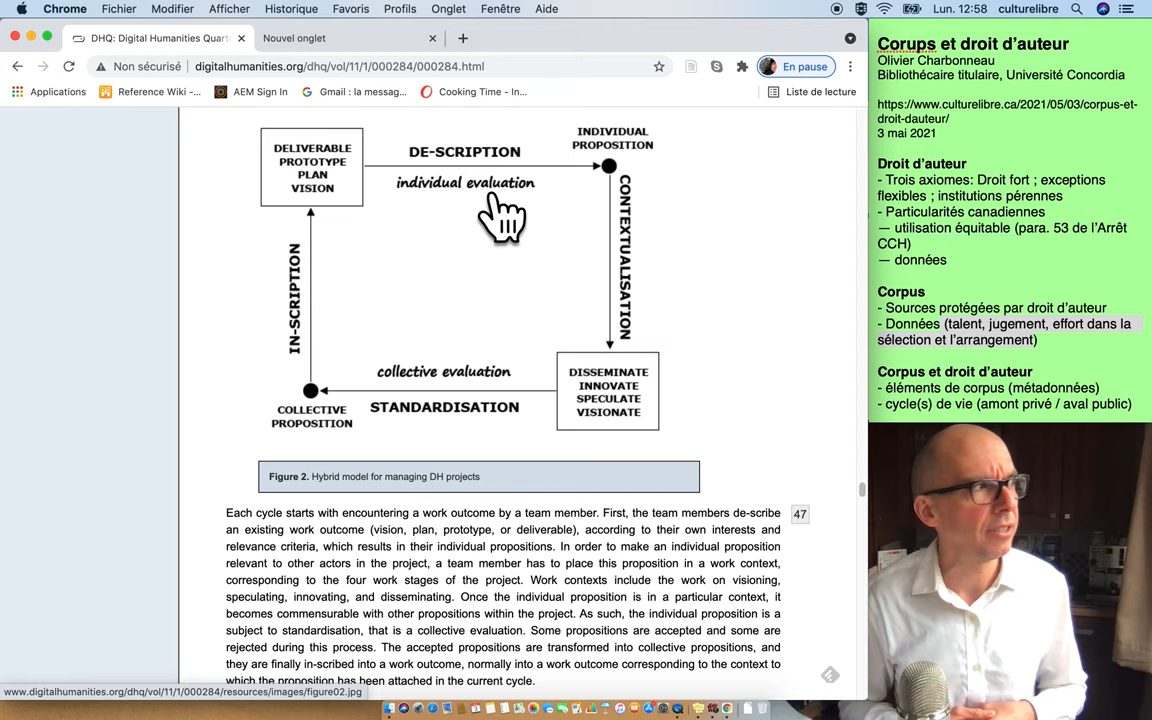 Chrome Fichier Modifier Afficher Historique Favoris Profils Onglet Fenêtre Aide Lun. 12:58 culturelibre
DHQ: Digital Humanities Quart Nouvel onglet
Non sécurisé digitalhumanities.org/dhq/vol/11/1/000284/000284.html En pause
Applications Reference Wiki -... AEM Sign In Gmail : la messag... Cooking Time - In... Liste de lecture
DELIVERABLE
PROTOTYPE
PLAN
VISION
DE-SCRIPTION
individual evaluation
INDIVIDUAL
PROPOSITION
CONTEXTUALISATION
IN-SCRIPTION
collective evaluation
STANDARDISATION
DISSEMINATE
INNOVATE
SPECULATE
VISIONATE
COLLECTIVE
PROPOSITION
Figure 2. Hybrid model for managing DH projects
Each cycle starts with encountering a work outcome by a team member. First, the team members de-scribe
an existing work outcome (vision, plan, prototype, or deliverable), according to their own interests and
relevance criteria, which results in their individual propositions. In order to make an individual proposition
relevant to other actors in the project, a team member has to place this proposition in a work context,
corresponding to the four work stages of the project. Work contexts include the work on visioning,
speculating, innovating, and disseminating. Once the individual proposition is in a particular context, it
becomes commensurable with other propositions within the project. As such, the individual proposition is a
subject to standardisation, that is a collective evaluation. Some propositions are accepted and some are
rejected during this process. The accepted propositions are transformed into collective propositions, and
they are finally in-scribed into a work outcome, normally into a work outcome corresponding to the context to
which the proposition has been attached in the current cycle.
47
www.digitalhumanities.org/dhq/vol/11/1/000284/resources/images/figure02.jpg
Corups et droit d'auteur
Olivier Charbonneau
Bibliothécaire titulaire, Université Concordia
https://www.culturelibre.ca/2021/05/03/corpus-et-
droit-dauteur/
3 mai 2021
Droit d'auteur
- Trois axiomes: Droit fort ; exceptions
flexibles ; institutions pérennes
- Particularités canadiennes
— utilisation équitable (para. 53 de l'Arrêt
CCH)
— données
Corpus
- Sources protégées par droit d'auteur
- Données (talent, jugement, effort dans la
sélection et l'arrangement)
Corpus et droit d'auteur
- éléments de corpus (métadonnées)
- cycle(s) de vie (amont privé / aval public)